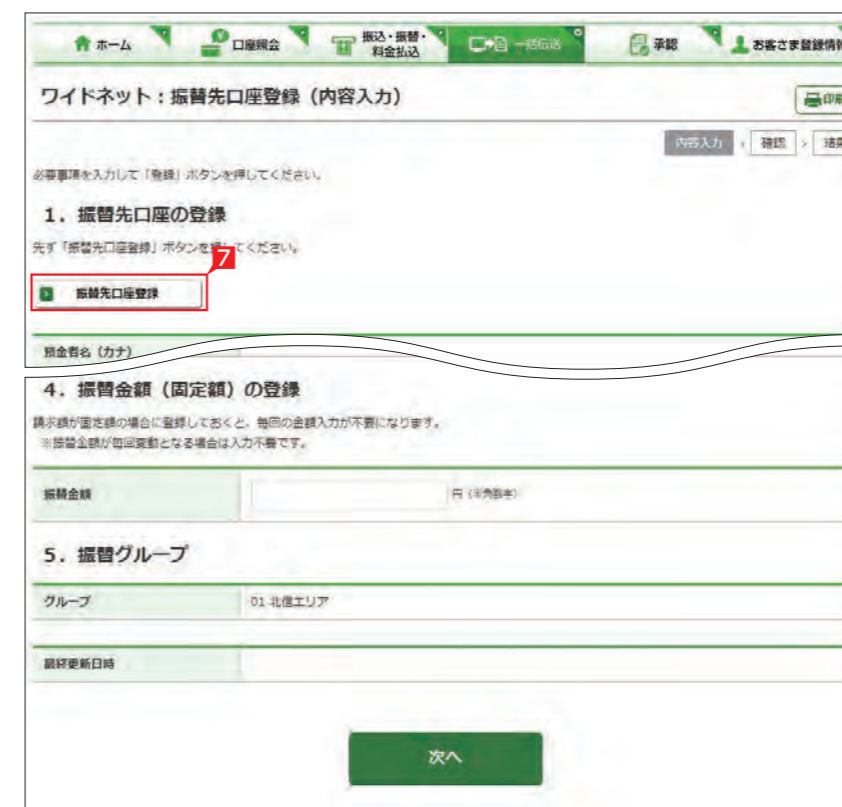 ホーム
口座照会
振込・振替・
料金払込
一括伝送
承認
お客さま登録情報
ワイドネット：振替先口座登録（内容入力）
印刷
内容入力 › 確認 › 結果
必要事項を入力して「登録」ボタンを押してください。
1．振替先口座の登録
先ず「振替先口座登録」ボタンを押してください。
7
振替先口座登録
預金者名（カナ）
4．振替金額（固定額）の登録
請求額が固定額の場合に登録しておくと、毎回の金額入力が不要になります。
※振替金額が毎回変動となる場合は入力不要です。
振替金額
円（半角数字）
5．振替グループ
グループ
01 北信エリア
最終更新日時
次へ